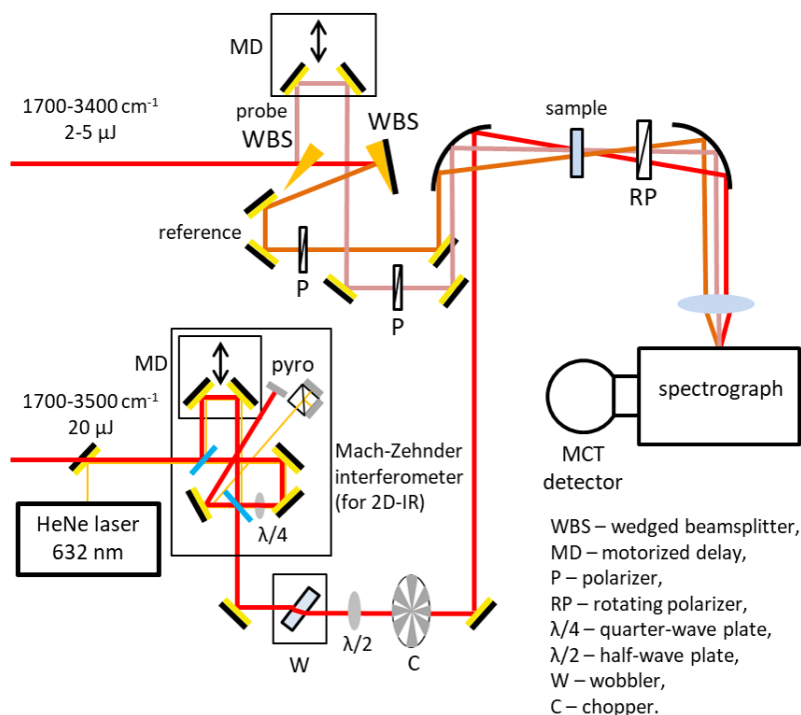 MD
1700-3400 cm⁻¹
2-5 µJ
probe
WBS
WBS
sample
RP
reference
P
P
MD
pyro
1700-3500 cm⁻¹
20 µJ
Mach-Zehnder
interferometer
(for 2D-IR)
λ/4
HeNe laser
632 nm
spectrograph
MCT
detector
W
λ/2
C
WBS – wedged beamsplitter,
MD – motorized delay,
P – polarizer,
RP – rotating polarizer,
λ/4 – quarter-wave plate,
λ/2 – half-wave plate,
W – wobbler,
C – chopper.